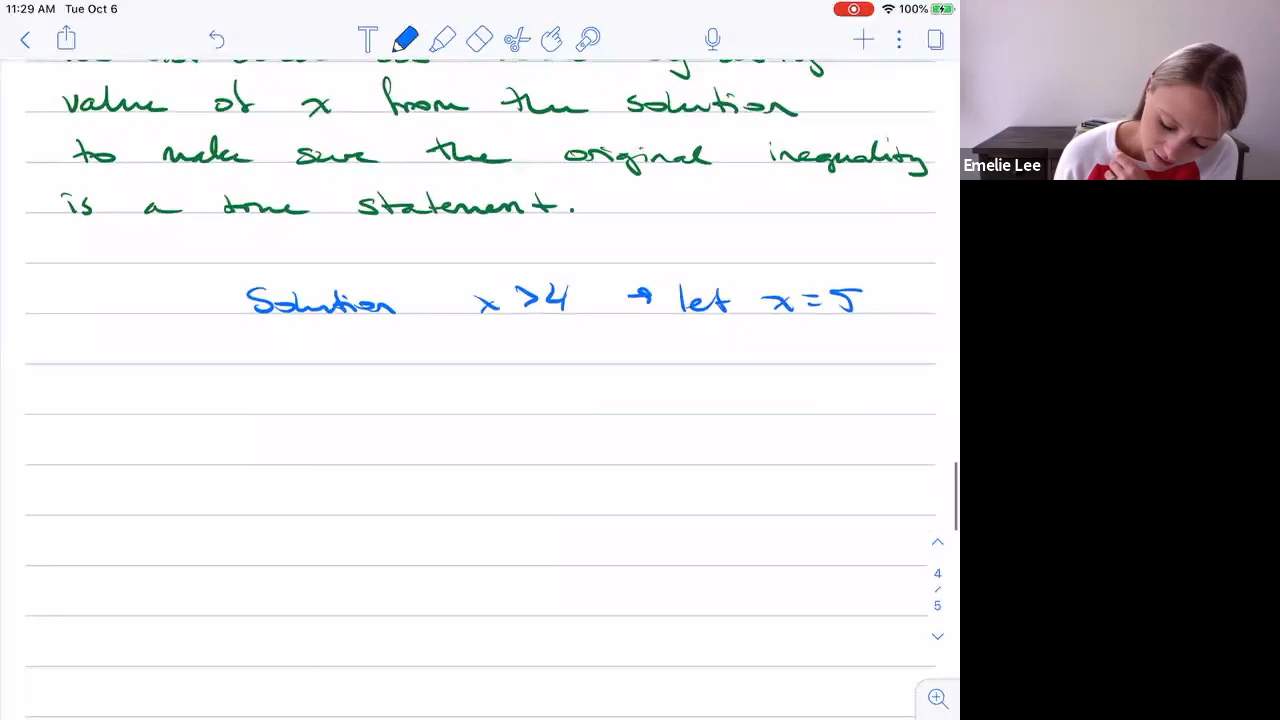 11:29 AM Tue Oct 6
100%
T
value of x from the solution
to make sure the original inequality
is a true statement.
Solution x > 4 → let x = 5
Emelie Lee
4
/
5